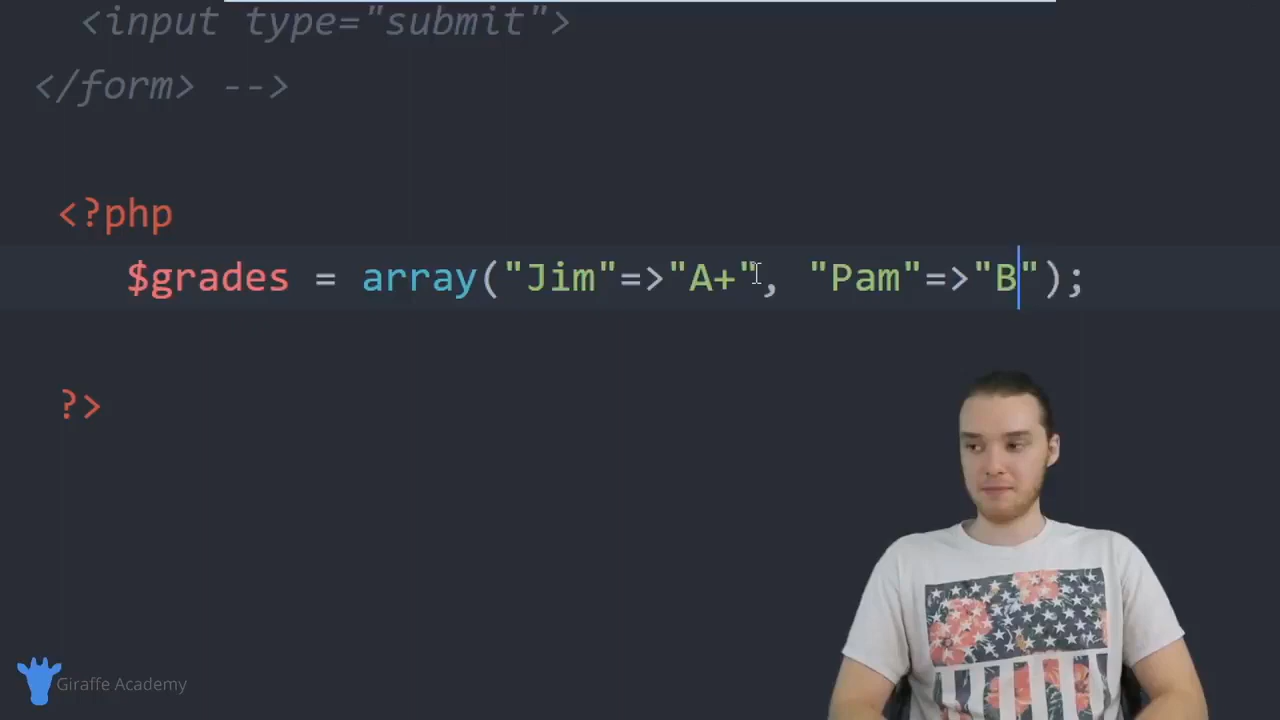 <input type="submit">
</form> -->
<?php
$grades = array("Jim"=>"A+", "Pam"=>"B");
?>
Giraffe Academy